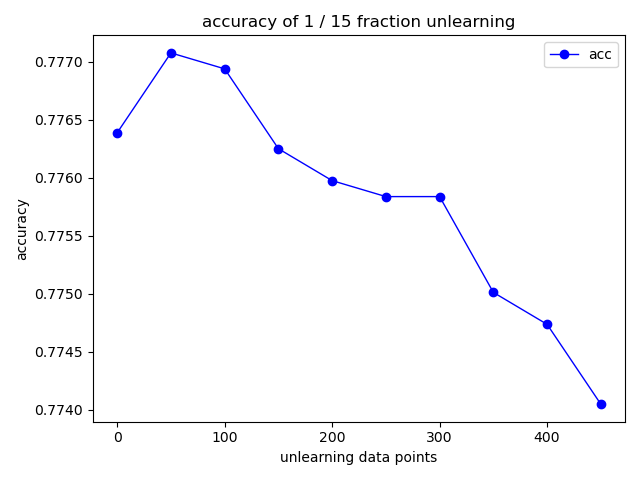 accuracy of 1 / 15 fraction unlearning
acc
0.7770
0.7765
0.7760
0.7755
0.7750
0.7745
0.7740
accuracy
0 100 200 300 400
unlearning data points